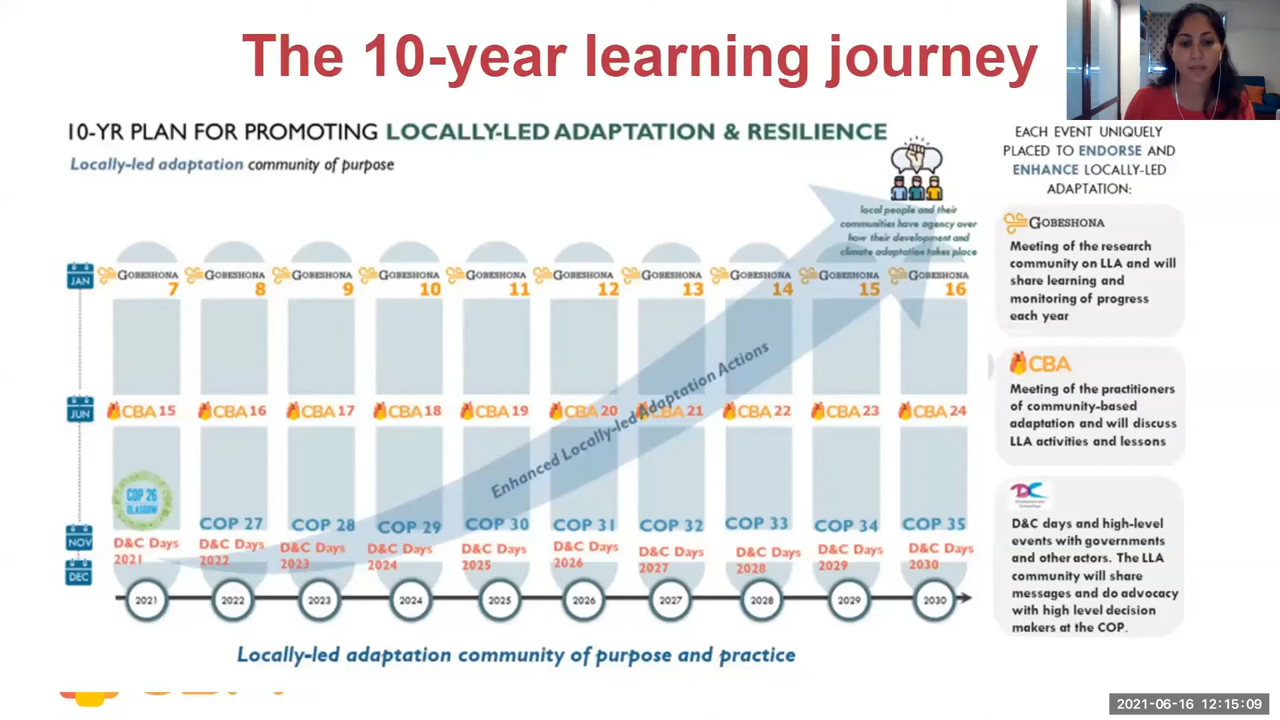 The 10-year learning journey
10-YR PLAN FOR PROMOTING LOCALLY-LED ADAPTATION & RESILIENCE
Locally-led adaptation community of purpose
local people and their
communities have agency over
how their development and
climate adaptation takes place
JAN
GOBESHONA 7
GOBESHONA 8
GOBESHONA 9
GOBESHONA 10
GOBESHONA 11
GOBESHONA 12
GOBESHONA 13
GOBESHONA 14
GOBESHONA 15
GOBESHONA 16
Enhanced Locally-led Adaptation Actions
JUN
CBA 15
CBA 16
CBA 17
CBA 18
CBA 19
CBA 20
CBA 21
CBA 22
CBA 23
CBA 24
NOV
COP 26
GLASGOW
COP 27
COP 28
COP 29
COP 30
COP 31
COP 32
COP 33
COP 34
COP 35
DEC
D&C Days
2021
D&C Days
2022
D&C Days
2023
D&C Days
2024
D&C Days
2025
D&C Days
2026
D&C Days
2027
D&C Days
2028
D&C Days
2029
D&C Days
2030
2021
2022
2023
2024
2025
2026
2027
2028
2029
2030
Locally-led adaptation community of purpose and practice
EACH EVENT UNIQUELY
PLACED TO ENDORSE AND
ENHANCE LOCALLY-LED
ADAPTATION:
GOBESHONA
Meeting of the research
community on LLA and will
share learning and
monitoring of progress
each year
CBA
Meeting of the practitioners
of community-based
adaptation and will discuss
LLA activities and lessons
DC
D&C days and high-level
events with governments
and other actors. The LLA
community will share
messages and do advocacy
with high level decision
makers at the COP.
2021-06-16 12:15:09